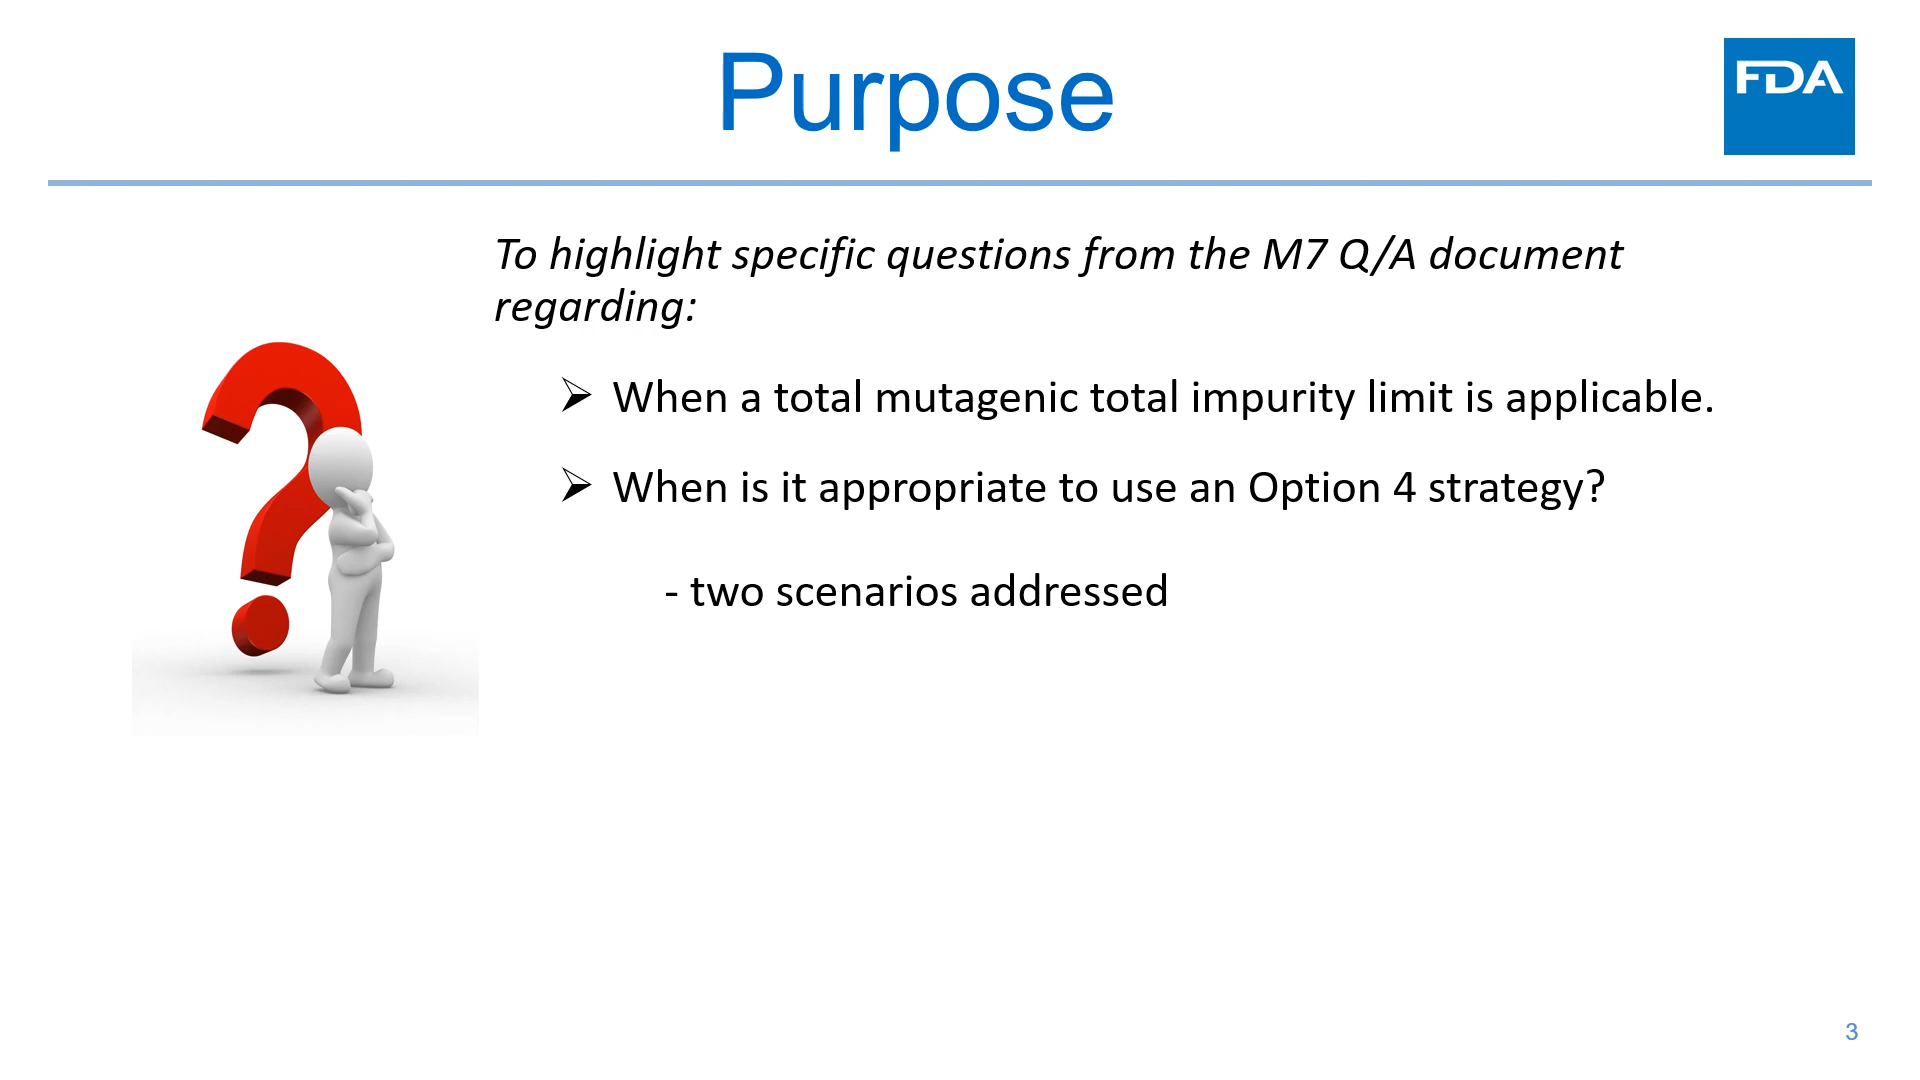 Purpose
FDA
To highlight specific questions from the M7 Q/A document
regarding:
➢ When a total mutagenic total impurity limit is applicable.
➢ When is it appropriate to use an Option 4 strategy?
- two scenarios addressed
3